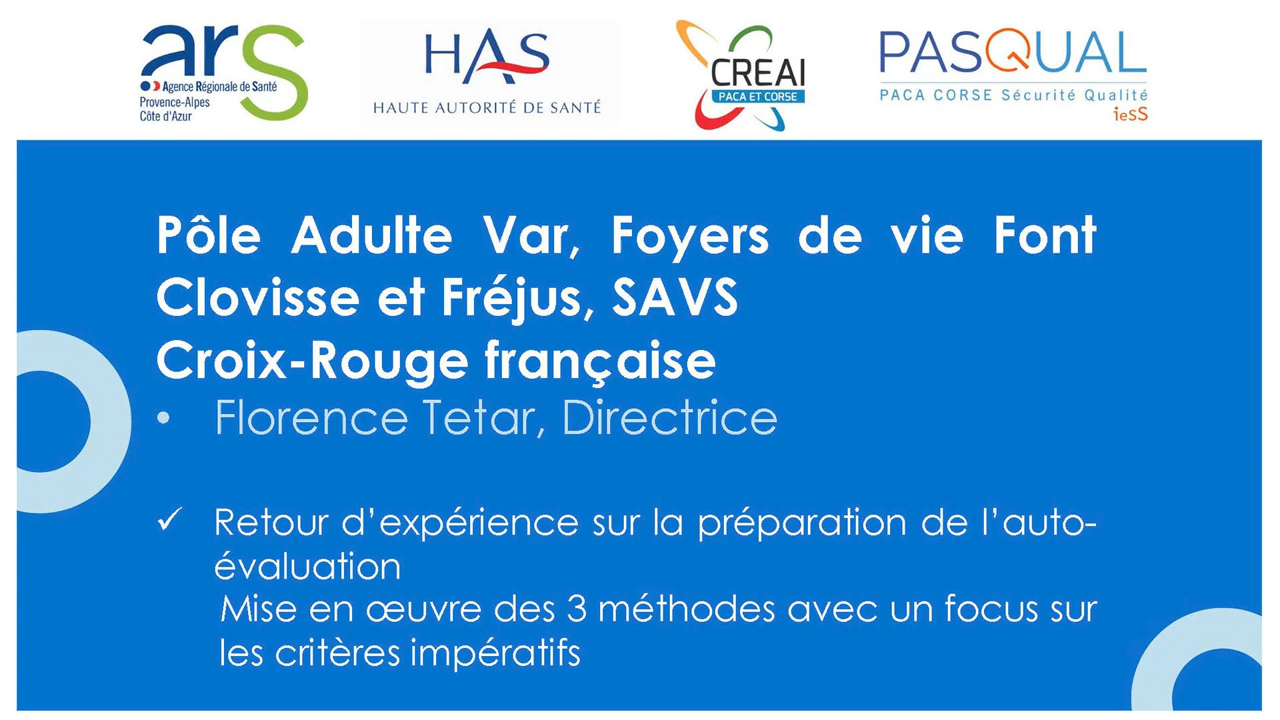 ars
Agence Régionale de Santé
Provence-Alpes
Côte d'Azur
HAS
HAUTE AUTORITÉ DE SANTÉ
CREAI
PACA ET CORSE
PASQUAL
PACA CORSE Sécurité Qualité
ieSS
Pôle Adulte Var, Foyers de vie Font
Clovisse et Fréjus, SAVS
Croix-Rouge française
• Florence Tetar, Directrice
✓ Retour d’expérience sur la préparation de l’auto-
évaluation
Mise en œuvre des 3 méthodes avec un focus sur
les critères impératifs